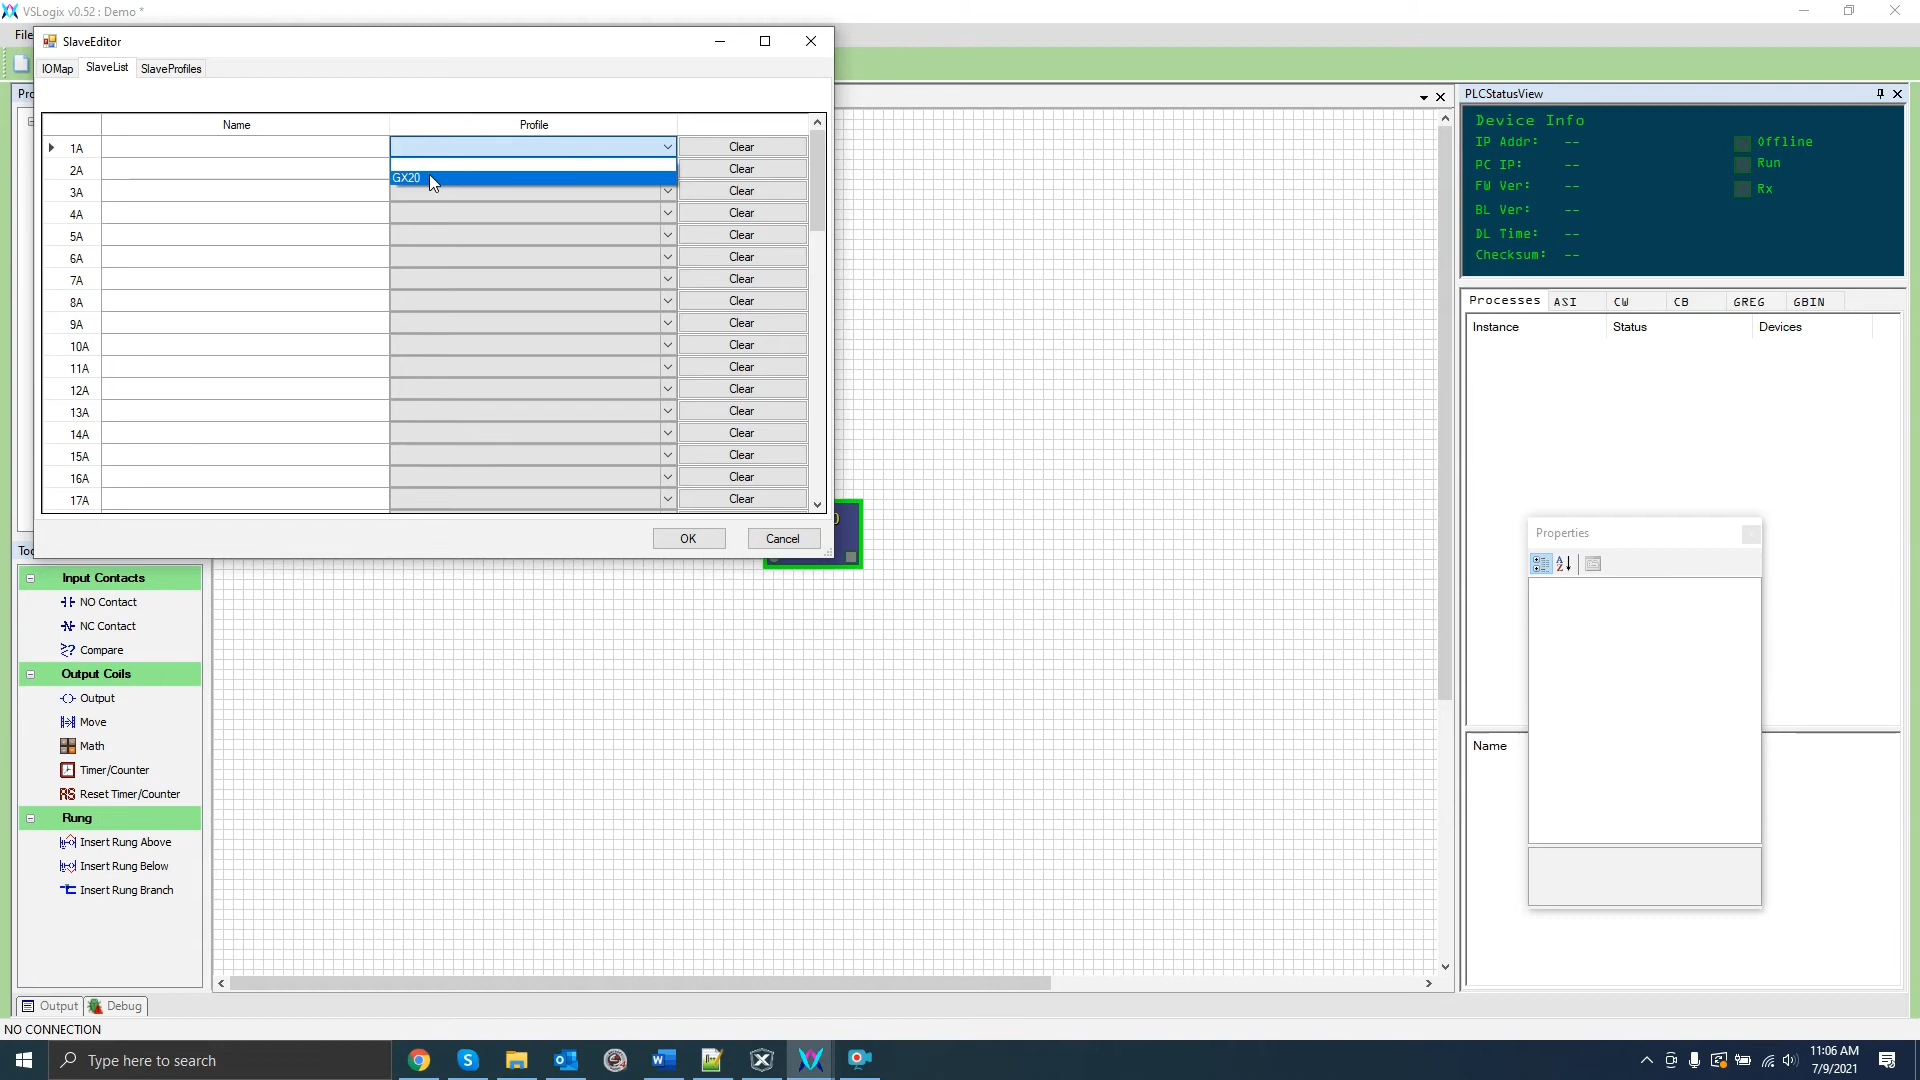 VSLogix v0.52 : Demo *
File
SlaveEditor
IOMap SlaveList SlaveProfiles
Name Profile
1A Clear
2A Clear
GX20
3A Clear
4A Clear
5A Clear
6A Clear
7A Clear
8A Clear
9A Clear
10A Clear
11A Clear
12A Clear
13A Clear
14A Clear
15A Clear
16A Clear
17A Clear
OK Cancel
Input Contacts
NO Contact
NC Contact
Compare
Output Coils
Output
Move
Math
Timer/Counter
RS Reset Timer/Counter
Rung
Insert Rung Above
Insert Rung Below
Insert Rung Branch
Output Debug
NO CONNECTION
PLCStatusView
Device Info
IP Addr: -- Offline
PC IP: -- Run
FW Ver: -- Rx
BL Ver: --
DL Time: --
Checksum: --
Processes ASI CW CB GREG GBIN
Instance Status Devices
Properties
Name
Type here to search
11:06 AM
7/9/2021